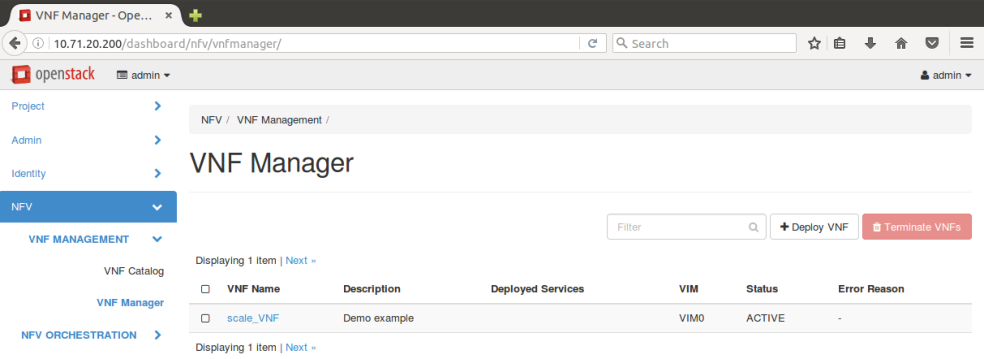 VNF Manager - Ope... ×
10.71.20.200/dashboard/nfv/vnfmanager/ Search
openstack admin admin
Project
Admin
Identity
NFV
VNF MANAGEMENT
VNF Catalog
VNF Manager
NFV ORCHESTRATION
NFV / VNF Management /
VNF Manager
Filter + Deploy VNF Terminate VNFs
Displaying 1 item | Next »
VNF Name Description Deployed Services VIM Status Error Reason
scale_VNF Demo example VIM0 ACTIVE -
Displaying 1 item | Next »